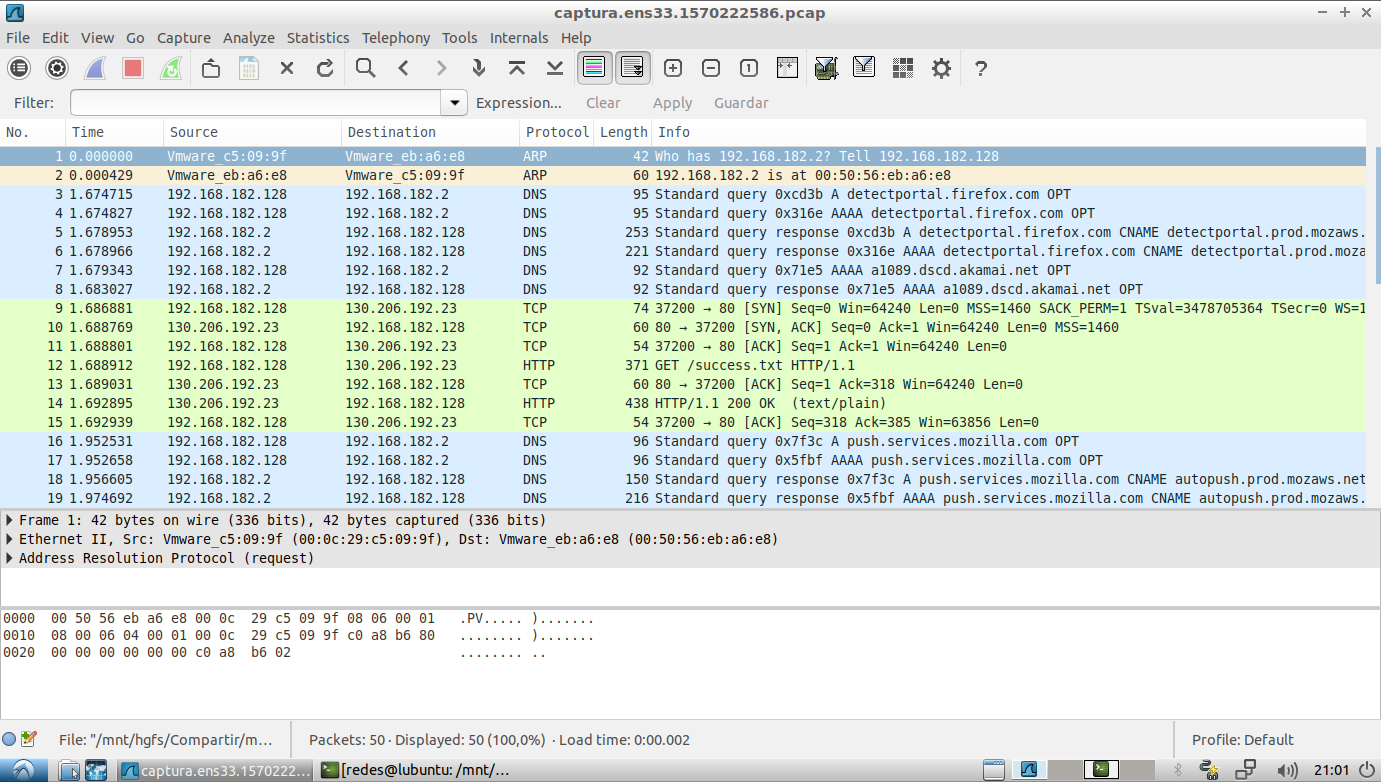 captura.ens33.1570222586.pcap
File Edit View Go Capture Analyze Statistics Telephony Tools Internals Help
Filter: Expression... Clear Apply Guardar
No. Time Source Destination Protocol Length Info
1 0.000000 Vmware_c5:09:9f Vmware_eb:a6:e8 ARP 42 Who has 192.168.182.2? Tell 192.168.182.128
2 0.000429 Vmware_eb:a6:e8 Vmware_c5:09:9f ARP 60 192.168.182.2 is at 00:50:56:eb:a6:e8
3 1.674715 192.168.182.128 192.168.182.2 DNS 95 Standard query 0xcd3b A detectportal.firefox.com OPT
4 1.674827 192.168.182.128 192.168.182.2 DNS 95 Standard query 0x316e AAAA detectportal.firefox.com OPT
5 1.678953 192.168.182.2 192.168.182.128 DNS 253 Standard query response 0xcd3b A detectportal.firefox.com CNAME detectportal.prod.mozaws.
6 1.678966 192.168.182.2 192.168.182.128 DNS 221 Standard query response 0x316e AAAA detectportal.firefox.com CNAME detectportal.prod.moza
7 1.679343 192.168.182.128 192.168.182.2 DNS 92 Standard query 0x71e5 AAAA a1089.dscd.akamai.net OPT
8 1.683027 192.168.182.2 192.168.182.128 DNS 92 Standard query response 0x71e5 AAAA a1089.dscd.akamai.net OPT
9 1.686881 192.168.182.128 130.206.192.23 TCP 74 37200 → 80 [SYN] Seq=0 Win=64240 Len=0 MSS=1460 SACK_PERM=1 TSval=3478705364 TSecr=0 WS=1
10 1.688769 130.206.192.23 192.168.182.128 TCP 60 80 → 37200 [SYN, ACK] Seq=0 Ack=1 Win=64240 Len=0 MSS=1460
11 1.688801 192.168.182.128 130.206.192.23 TCP 54 37200 → 80 [ACK] Seq=1 Ack=1 Win=64240 Len=0
12 1.688912 192.168.182.128 130.206.192.23 HTTP 371 GET /success.txt HTTP/1.1
13 1.689031 130.206.192.23 192.168.182.128 TCP 60 80 → 37200 [ACK] Seq=1 Ack=318 Win=64240 Len=0
14 1.692895 130.206.192.23 192.168.182.128 HTTP 438 HTTP/1.1 200 OK (text/plain)
15 1.692939 192.168.182.128 130.206.192.23 TCP 54 37200 → 80 [ACK] Seq=318 Ack=385 Win=63856 Len=0
16 1.952531 192.168.182.128 192.168.182.2 DNS 96 Standard query 0x7f3c A push.services.mozilla.com OPT
17 1.952658 192.168.182.128 192.168.182.2 DNS 96 Standard query 0x5fbf AAAA push.services.mozilla.com OPT
18 1.956605 192.168.182.2 192.168.182.128 DNS 150 Standard query response 0x7f3c A push.services.mozilla.com CNAME autopush.prod.mozaws.net
19 1.974692 192.168.182.2 192.168.182.128 DNS 216 Standard query response 0x5fbf AAAA push.services.mozilla.com CNAME autopush.prod.mozaws.
Frame 1: 42 bytes on wire (336 bits), 42 bytes captured (336 bits)
Ethernet II, Src: Vmware_c5:09:9f (00:0c:29:c5:09:9f), Dst: Vmware_eb:a6:e8 (00:50:56:eb:a6:e8)
Address Resolution Protocol (request)
0000 00 50 56 eb a6 e8 00 0c 29 c5 09 9f 08 06 00 01 .PV..... ).......
0010 08 00 06 04 00 01 00 0c 29 c5 09 9f c0 a8 b6 80 ........ ).......
0020 00 00 00 00 00 00 c0 a8 b6 02 ........ ..
File: "/mnt/hgfs/Compartir/m... Packets: 50 · Displayed: 50 (100,0%) · Load time: 0:00.002 Profile: Default
captura.ens33.1570222... [redes@lubuntu: /mnt/... 21:01